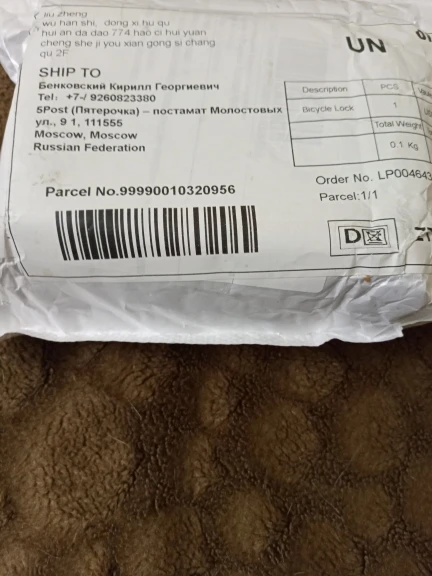 jiu zheng
wu han shi, dong xi hu qu
hui an da dao 774 hao ci hui yuan
cheng she ji you xian gong si chang
qu 2F
UN
SHIP TO
Бенковский Кирилл Георгиевич
Tel: +7-/ 9260823380
5Post (Пятерочка) – постамат Молостовых
ул., 9 1, 111555
Moscow, Moscow
Russian Federation
Description PCS
Bicycle Lock 1
Total Weight
0.1 Kg
Parcel No.99990010320956
Order No. LP004643
Parcel:1/1
D